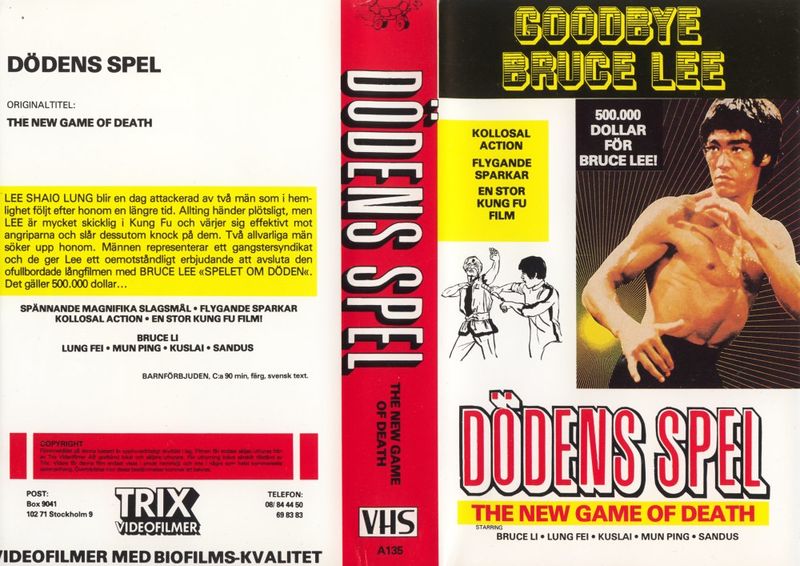 DÖDENS SPEL
ORIGINALTITEL:
THE NEW GAME OF DEATH
LEE SHAIO LUNG blir en dag attackerad av två män som i hem-
lighet följt efter honom en längre tid. Allting händer plötsligt, men
LEE är mycket skicklig i Kung Fu och värjer sig effektivt mot
angriparna och slår dessutom knock på dem. Två allvarliga män
söker upp honom. Männen representerar ett gangstersyndikat
och de ger Lee ett oemotståndligt erbjudande att avsluta den
ofullbordade långfilmen med BRUCE LEE «SPELET OM DÖDEN«.
Det gäller 500.000 dollar...
SPÄNNANDE MAGNIFIKA SLAGSMÅL • FLYGANDE SPARKAR
KOLLOSAL ACTION • EN STOR KUNG FU FILM!
BRUCE LI
LUNG FEI • MUN PING • KUSLAI • SANDUS
BARNFÖRBJUDEN, C:a 90 min, färg, svensk text.
COPYRIGHT
POST:
Box 9041
102 71 Stockholm 9
TRIX
VIDEOFILMER
TELEFON:
08/ 84 44 50
69 83 83
VIDEOFILMER MED BIOFILMS-KVALITET
DÖDENS SPEL
THE NEW GAME
OF DEATH
VHS
A135
GOODBYE
BRUCE LEE
KOLLOSAL
ACTION
FLYGANDE
SPARKAR
EN STOR
KUNG FU
FILM
500.000
DOLLAR
FÖR
BRUCE LEE!
DÖDENS SPEL
THE NEW GAME OF DEATH
STARRING
BRUCE LI • LUNG FEI • KUSLAI • MUN PING • SANDUS